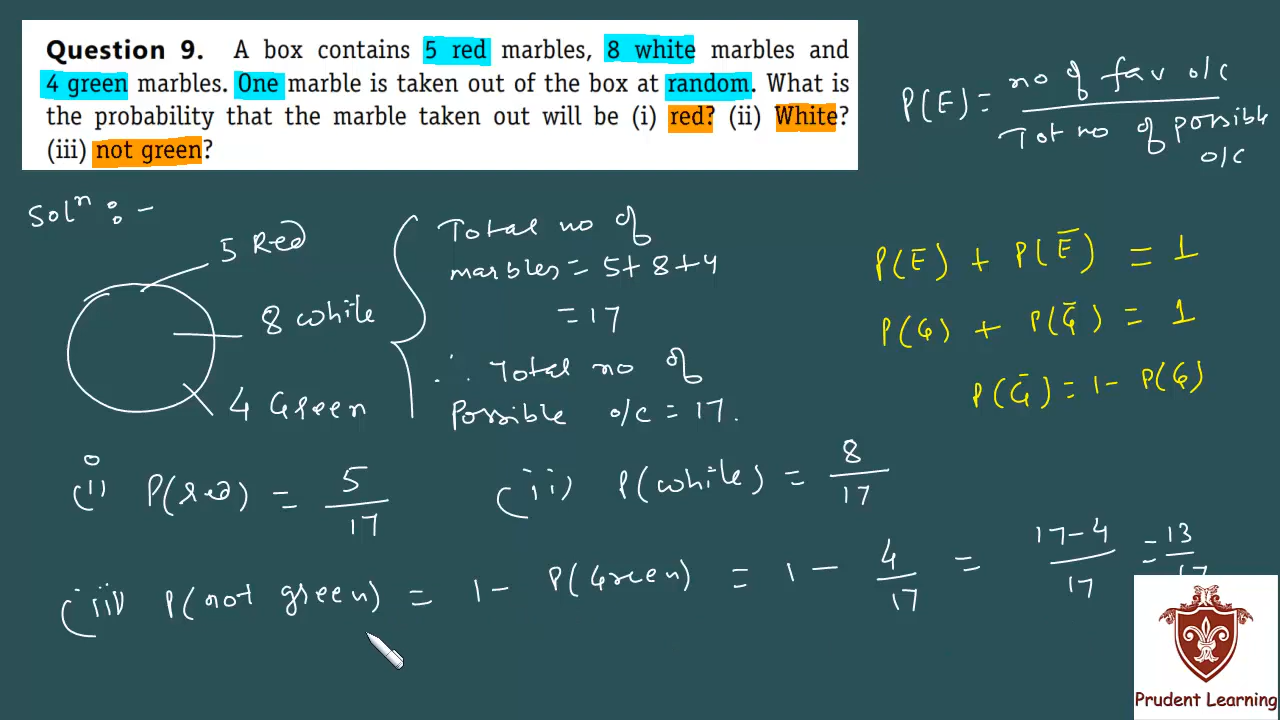 Question 9. A box contains 5 red marbles, 8 white marbles and
4 green marbles. One marble is taken out of the box at random. What is
the probability that the marble taken out will be (i) red? (ii) White?
(iii) not green?
P(E) = no of fav o/c
Tot no of possible
o/c
Solⁿ : -
5 Red
8 white
4 Green
Total no of
marbles = 5+8+4
= 17
∴ Total no of
possible o/c = 17.
P(E) + P(E̅) = 1
P(G) + P(G̅) = 1
P(G̅) = 1 - P(G)
(i) P(red) = 5/17
(ii) P(white) = 8/17
(iii) P(not green) = 1 - P(Green) = 1 - 4/17 = 17-4/17 = 13/17
Prudent Learning